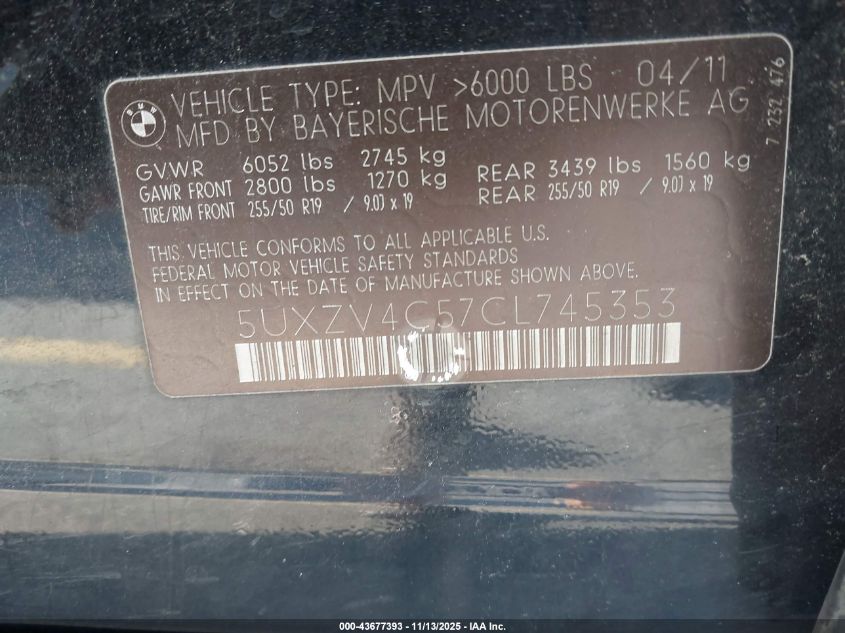 VEHICLE TYPE: MPV >6000 LBS 04/11
MFD BY BAYERISCHE MOTORENWERKE AG
GVWR 6052 lbs 2745 kg
GAWR FRONT 2800 lbs 1270 kg REAR 3439 lbs 1560 kg
TIRE/RIM FRONT 255/50 R19 / 9.0J x 19 REAR 255/50 R19 / 9.0J x 19
THIS VEHICLE CONFORMS TO ALL APPLICABLE U.S.
FEDERAL MOTOR VEHICLE SAFETY STANDARDS
IN EFFECT ON THE DATE OF MANUFACTURE SHOWN ABOVE.
5UXZV4C57CL745353
7 232 476
BMW
000-43677393 - 11/13/2025 - IAA Inc.